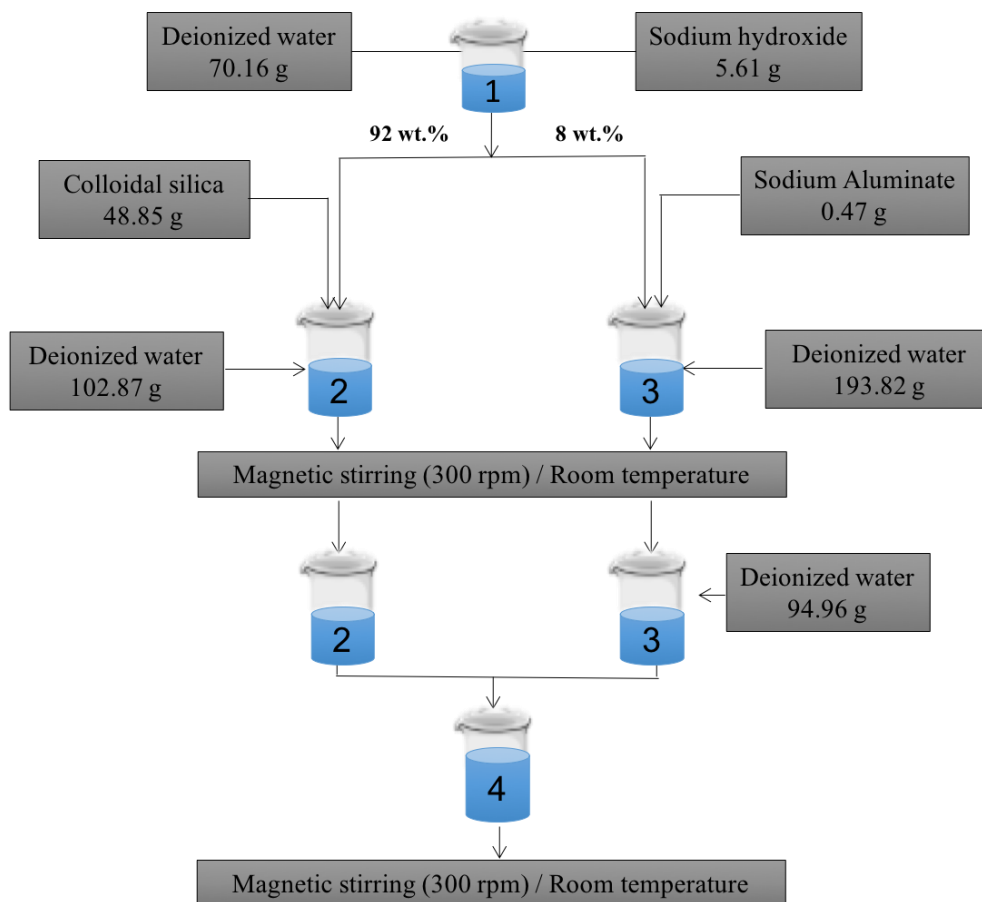 Deionized water
70.16 g
Sodium hydroxide
5.61 g
1
92 wt.%
8 wt.%
Colloidal silica
48.85 g
Sodium Aluminate
0.47 g
Deionized water
102.87 g
2
3
Deionized water
193.82 g
Magnetic stirring (300 rpm) / Room temperature
2
3
Deionized water
94.96 g
4
Magnetic stirring (300 rpm) / Room temperature